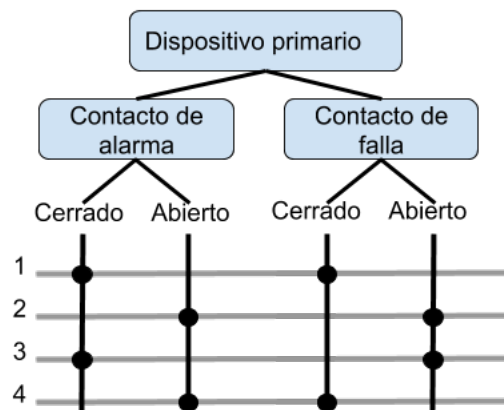 Dispositivo primario
Contacto de
alarma
Contacto de
falla
Cerrado
Abierto
Cerrado
Abierto
1
2
3
4